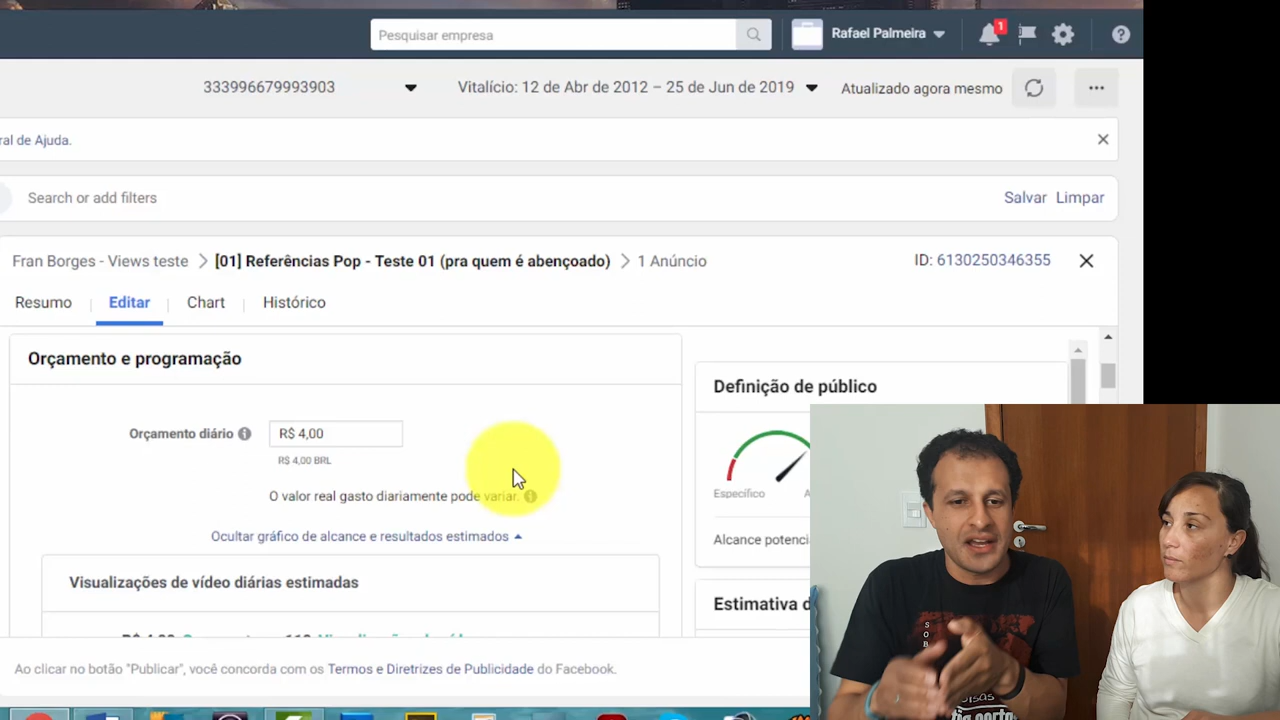 Pesquisar empresa
Rafael Palmeira
1
333996679993903
Vitalício: 12 de Abr de 2012 – 25 de Jun de 2019
Atualizado agora mesmo
ral de Ajuda.
Search or add filters
Salvar Limpar
Fran Borges - Views teste
[01] Referências Pop - Teste 01 (pra quem é abençoado)
1 Anúncio
ID: 6130250346355
Resumo
Editar
Chart
Histórico
Orçamento e programação
Orçamento diário
R$ 4,00
R$ 4,00 BRL
O valor real gasto diariamente pode variar.
Ocultar gráfico de alcance e resultados estimados
Visualizações de vídeo diárias estimadas
Definição de público
Específico
Alcance potenci
Estimativa d
Ao clicar no botão "Publicar", você concorda com os Termos e Diretrizes de Publicidade do Facebook.